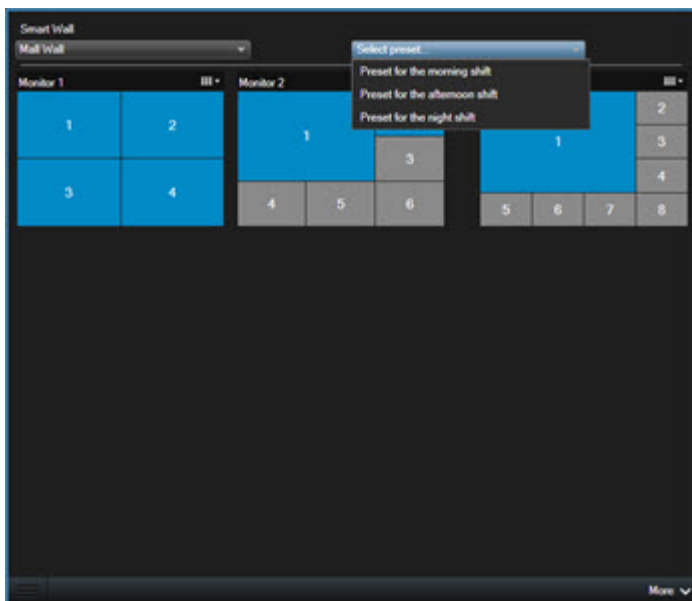 Smart Wall
Mall Wall
Select preset...
Preset for the morning shift
Preset for the afternoon shift
Preset for the night shift
Monitor 1
Monitor 2
1 2
3 4
1
3
4 5 6
1
2
3
4
5 6 7 8
More